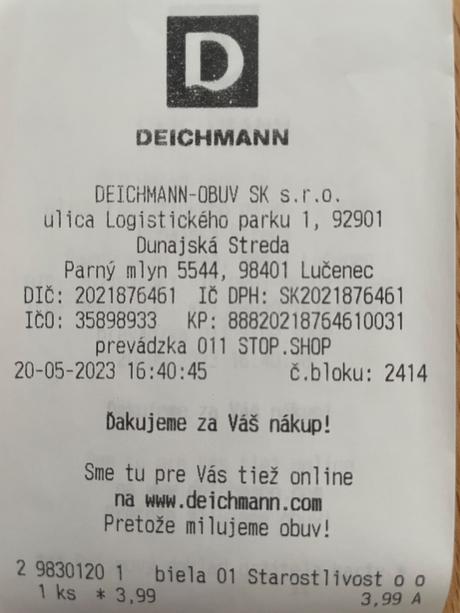 D
DEICHMANN
DEICHMANN-OBUV SK s.r.o.
ulica Logistického parku 1, 92901
Dunajská Streda
Parný mlyn 5544, 98401 Lučenec
DIČ: 2021876461 IČ DPH: SK2021876461
IČO: 35898933 KP: 88820218764610031
prevádzka 011 STOP.SHOP
20-05-2023 16:40:45 č.bloku: 2414
Ďakujeme za Váš nákup!
Sme tu pre Vás tiež online
na www.deichmann.com
Pretože milujeme obuv!
2 9830120 1 biela 01 Starostlivost o o
1 ks * 3,99 3,99 A